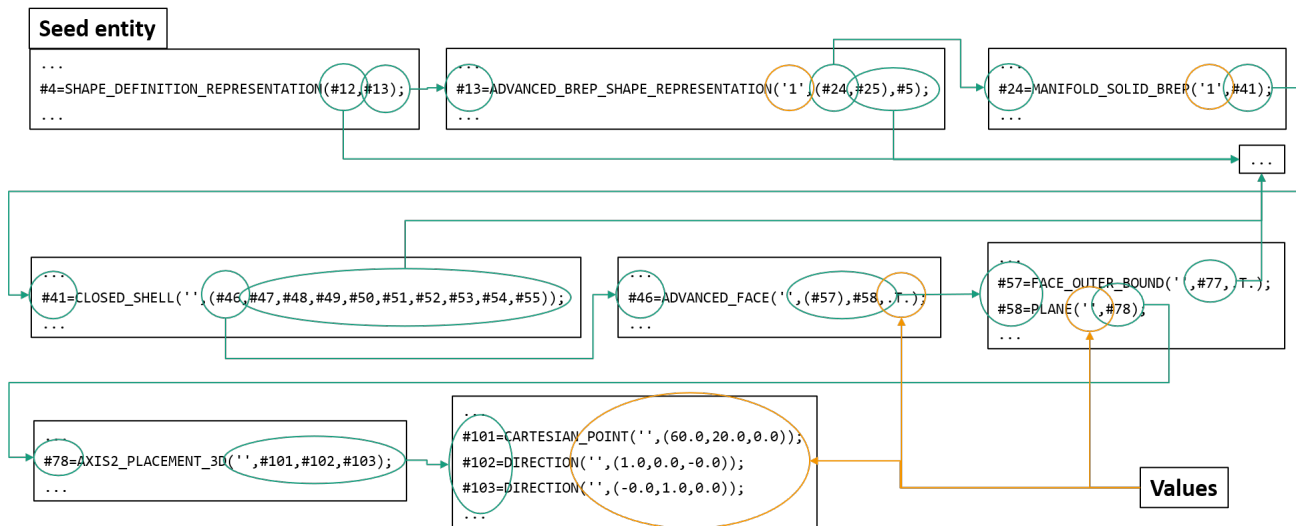 Seed entity
...
#4=SHAPE_DEFINITION_REPRESENTATION(#12,#13);
...
...
#13=ADVANCED_BREP_SHAPE_REPRESENTATION('1',(#24,#25),#5);
...
...
#24=MANIFOLD_SOLID_BREP('1',#41);
...
...
...
#41=CLOSED_SHELL('',(#46,#47,#48,#49,#50,#51,#52,#53,#54,#55));
...
...
#46=ADVANCED_FACE('',(#57),#58,.T.);
...
...
#57=FACE_OUTER_BOUND('',#77,.T.);
#58=PLANE('',#78);
...
...
#78=AXIS2_PLACEMENT_3D('',#101,#102,#103);
...
...
#101=CARTESIAN_POINT('',(60.0,20.0,0.0));
#102=DIRECTION('',(1.0,0.0,-0.0));
#103=DIRECTION('',(-0.0,1.0,0.0));
...
Values